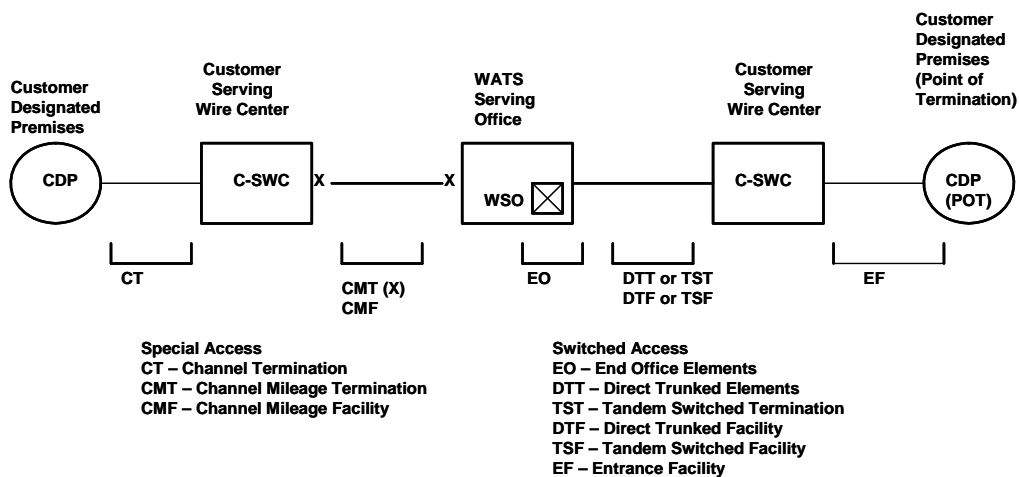 Customer
Designated
Premises
Customer
Serving
Wire Center
WATS
Serving
Office
Customer
Serving
Wire Center
Customer
Designated
Premises
(Point of
Termination)
CDP
C-SWC
X
X
WSO
C-SWC
CDP
(POT)
CT
CMT (X)
CMF
EO
DTT or TST
DTF or TSF
EF
Special Access
CT – Channel Termination
CMT – Channel Mileage Termination
CMF – Channel Mileage Facility
Switched Access
EO – End Office Elements
DTT – Direct Trunked Elements
TST – Tandem Switched Termination
DTF – Direct Trunked Facility
TSF – Tandem Switched Facility
EF – Entrance Facility